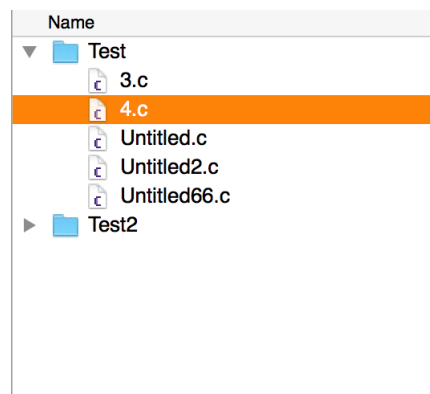 Name
Test
c 3.c
c 4.c
c Untitled.c
c Untitled2.c
c Untitled66.c
Test2